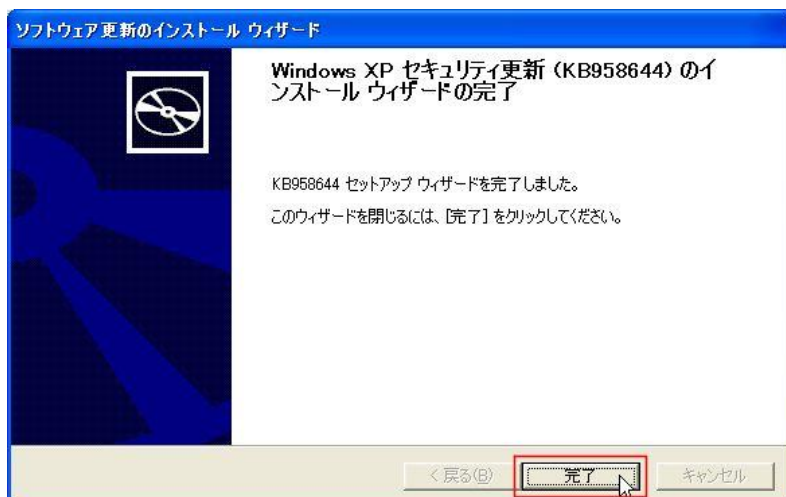 ソフトウェア更新のインストール ウィザード
Windows XP セキュリティ更新 (KB958644) のイ
ンストール ウィザードの完了
KB958644 セットアップ ウィザードを完了しました。
このウィザードを閉じるには、[完了] をクリックしてください。
< 戻る(B)
完了
キャンセル